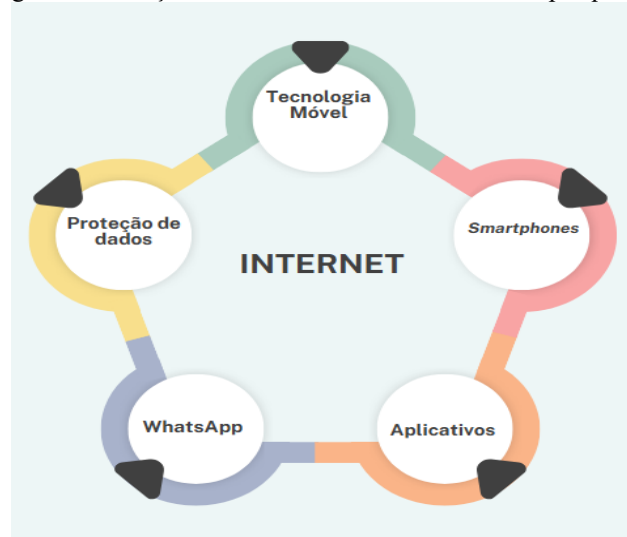 Tecnologia
Móvel
Smartphones
Proteção de
dados
INTERNET
WhatsApp
Aplicativos